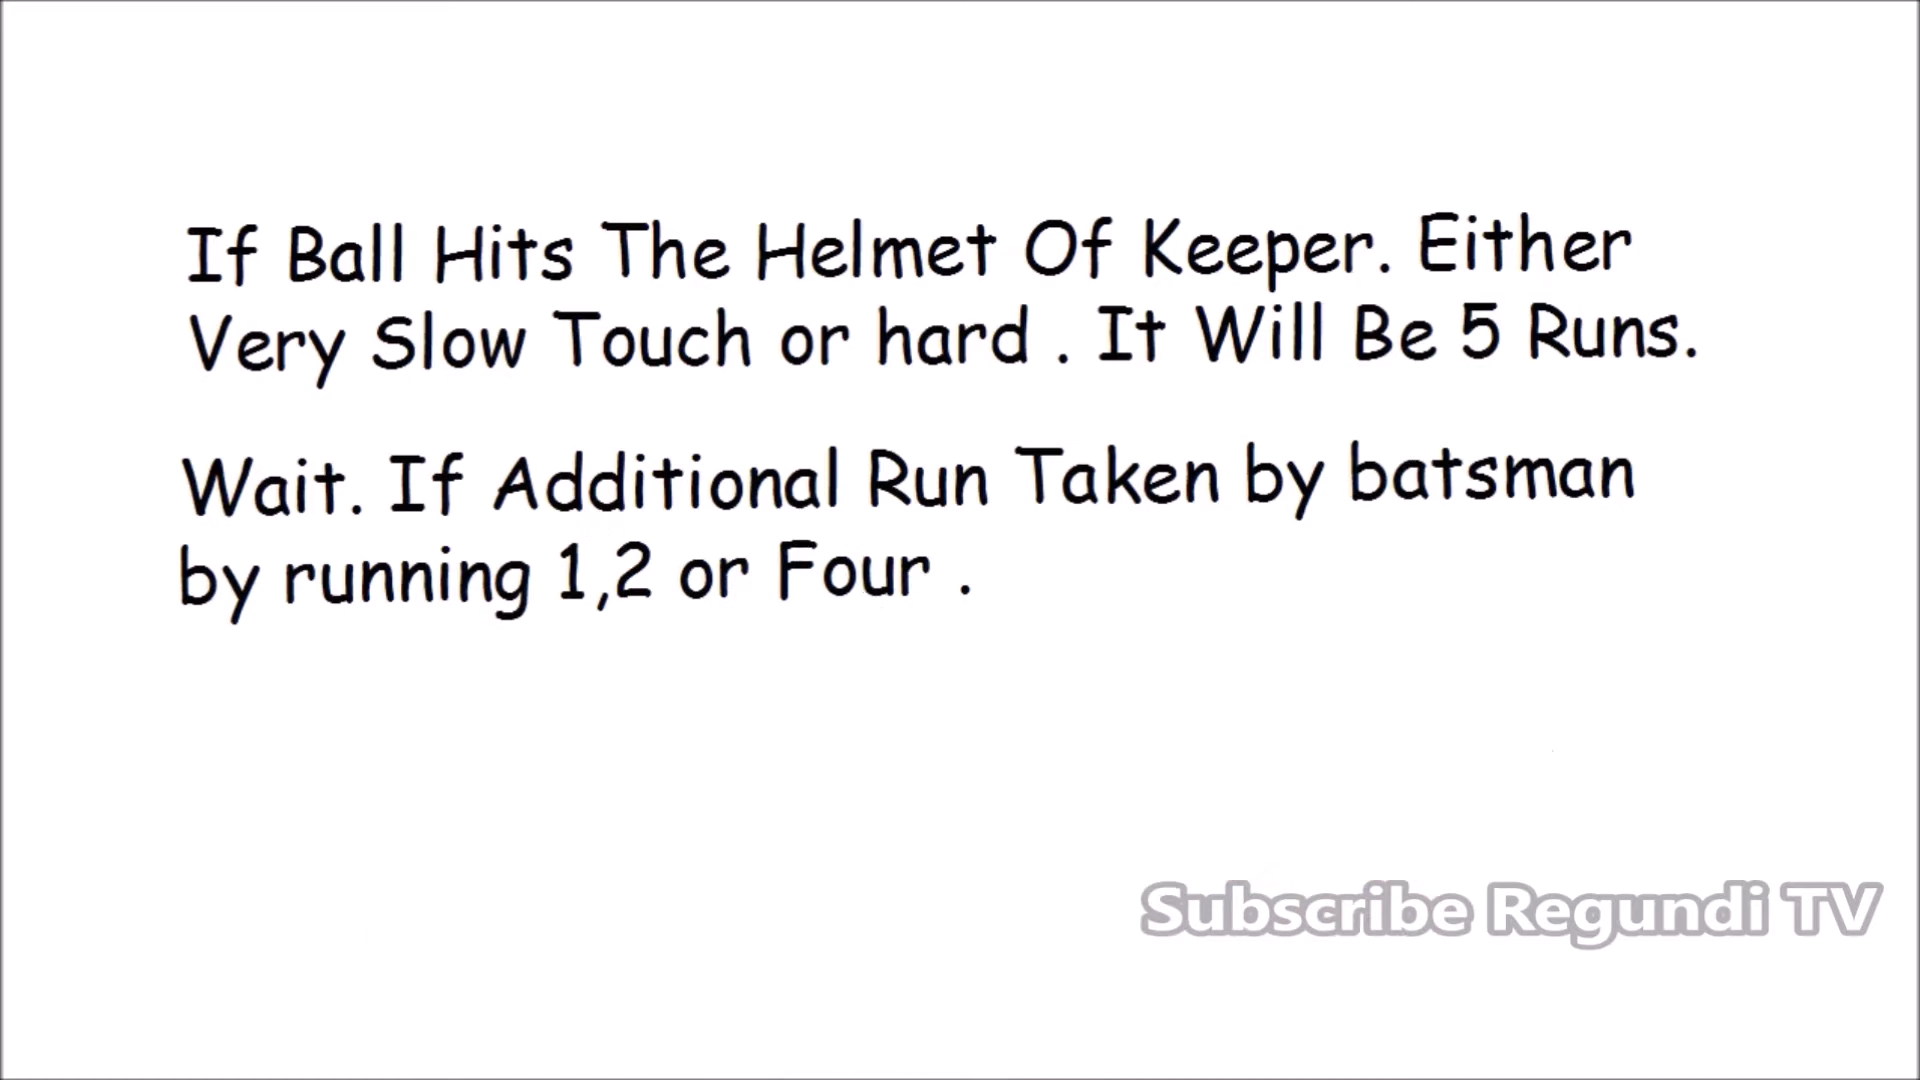 If Ball Hits The Helmet Of Keeper. Either
Very Slow Touch or hard . It Will Be 5 Runs.
Wait. If Additional Run Taken by batsman
by running 1,2 or Four .
Subscribe Regundi TV